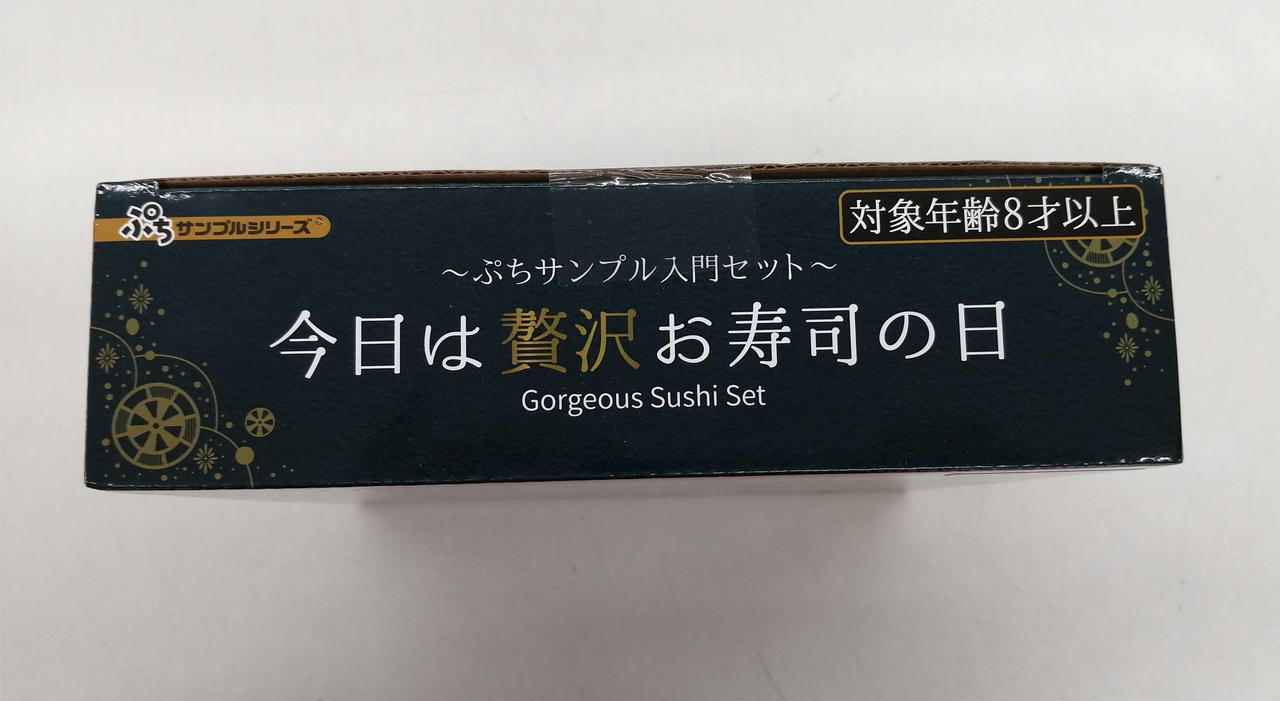 ぷちサンプルシリーズ
対象年齢8才以上
～ぷちサンプル入門セット～
今日は贅沢お寿司の日
Gorgeous Sushi Set